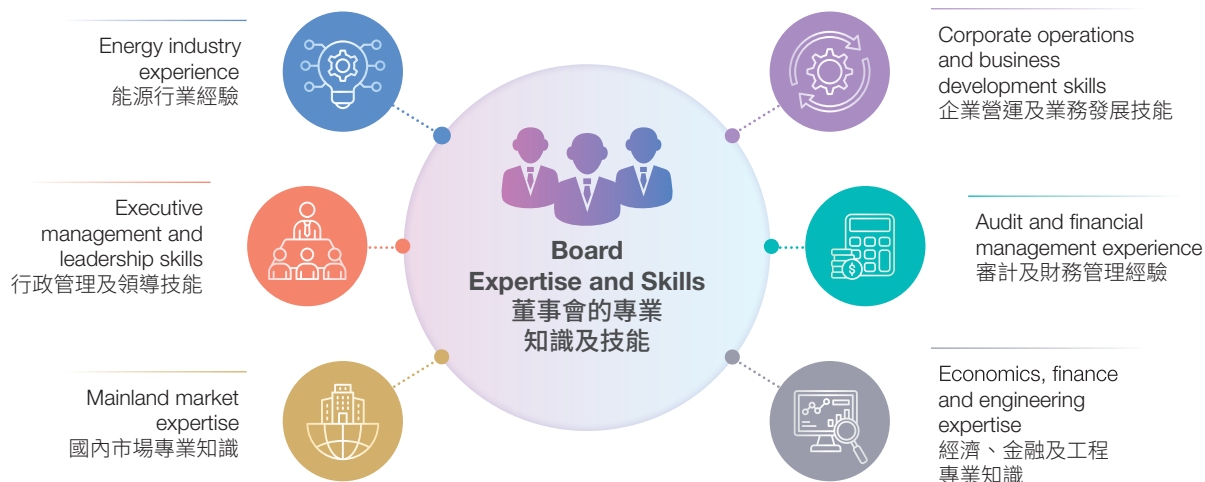 Energy industry
experience
能源行業經驗
Executive
management and
leadership skills
行政管理及領導技能
Mainland market
expertise
國內市場專業知識
Board
Expertise and Skills
董事會的專業
知識及技能
Corporate operations
and business
development skills
企業營運及業務發展技能
Audit and financial
management experience
審計及財務管理經驗
Economics, finance
and engineering
expertise
經濟、金融及工程
專業知識